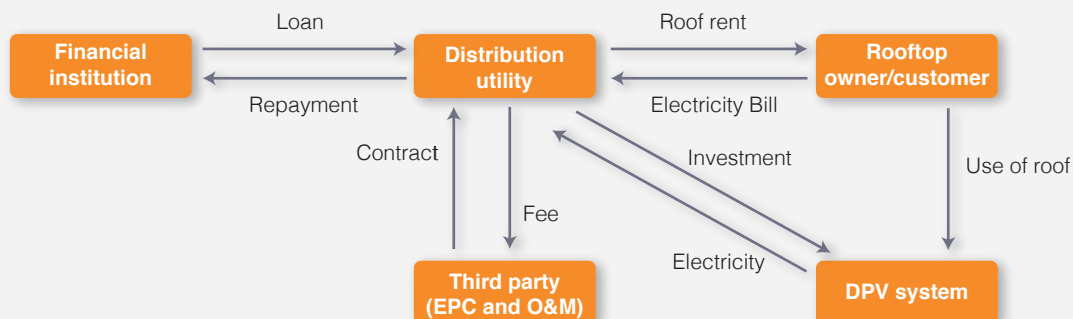 Loan
Roof rent
Financial
institution
Distribution
utility
Rooftop
owner/customer
Repayment
Electricity Bill
Contract
Investment
Use of roof
Fee
Electricity
Third party
(EPC and O&M)
DPV system